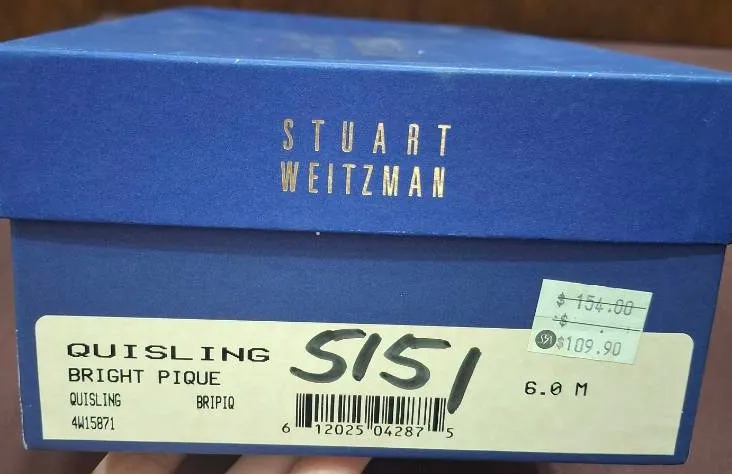 STUART
WEITZMAN
$ 154.00
$ .
531 $109.90
QUISLING
BRIGHT PIQUE
5151
6.0 M
QUISLING BRIPIQ
4W15871
6 12025 04287 5